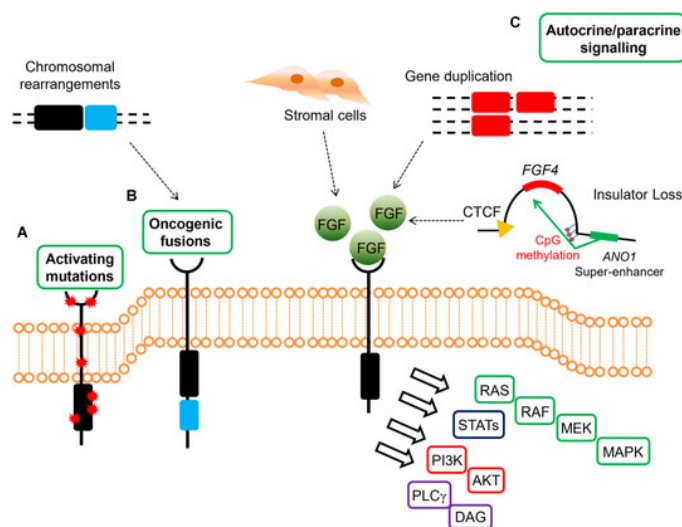 C
Autocrine/paracrine
signalling
Chromosomal
rearrangements
Stromal cells
Gene duplication
FGF4
Insulator Loss
CTCF
CpG
methylation
ANO1
Super-enhancer
FGF
FGF
FGF
B
Oncogenic
fusions
A
Activating
mutations
RAS
RAF
MEK
MAPK
STATs
PI3K
AKT
PLCγ
DAG